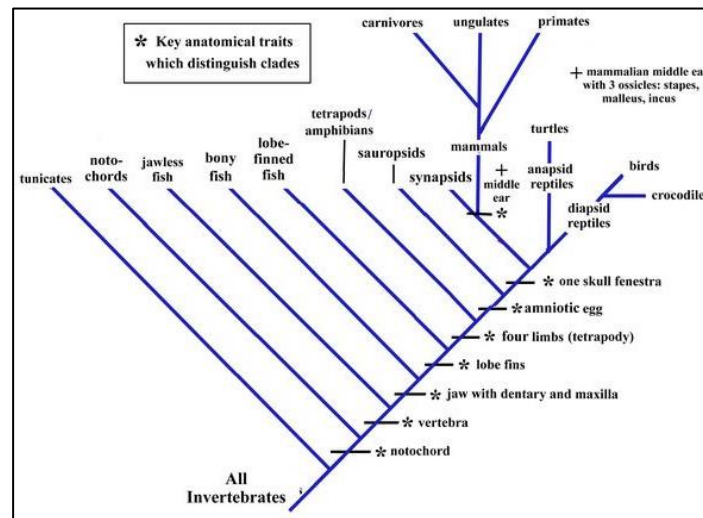 carnivores
ungulates
primates
* Key anatomical traits
which distinguish clades
+ mammalian middle ea
with 3 ossicles: stapes,
malleus, incus
tetrapods/
amphibians
turtles
lobe-
finned
fish
mammals
noto-
chords
jawless
fish
bony
fish
sauropsids
synapsids
+
middle
ear
*
anapsid
reptiles
birds
tunicates
crocodile
diapsid
reptiles
* one skull fenestra
* amniotic egg
* four limbs (tetrapody)
* lobe fins
* jaw with dentary and maxilla
* vertebra
* notochord
All
Invertebrates